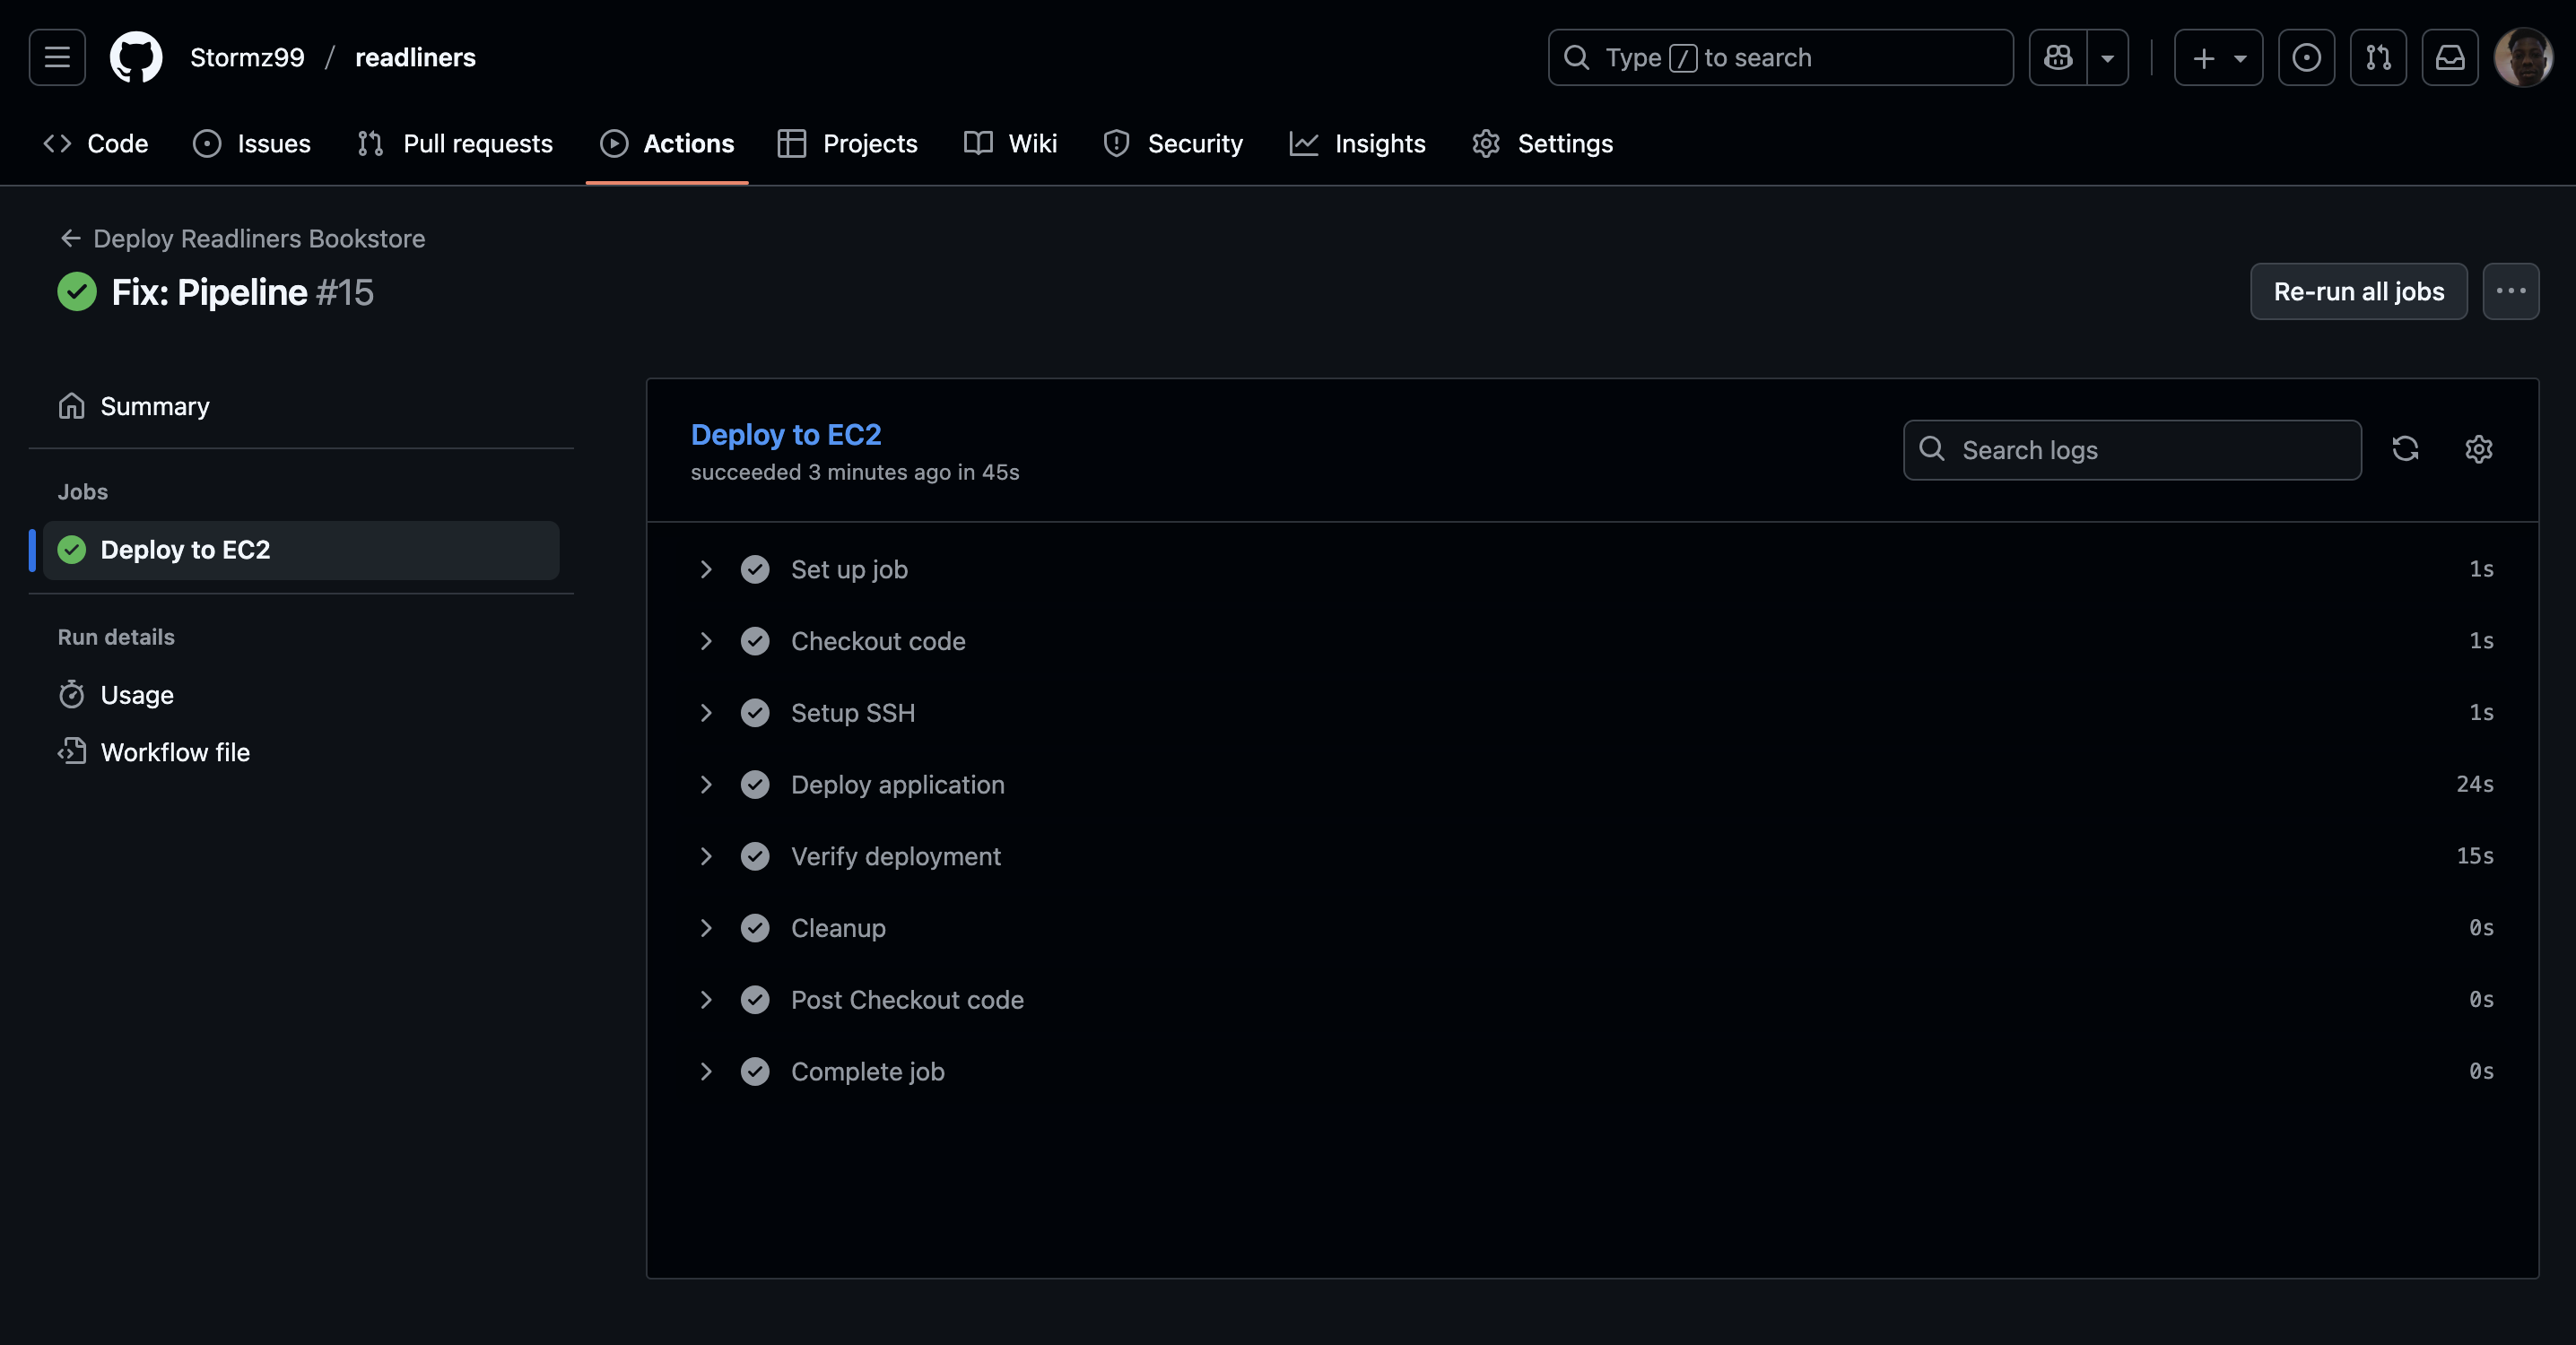 Stormz99 / readliners
Type / to search
Code Issues Pull requests Actions Projects Wiki Security Insights Settings
← Deploy Readliners Bookstore
Fix: Pipeline #15
Re-run all jobs
Summary
Jobs
Deploy to EC2
Run details
Usage
Workflow file
Deploy to EC2
succeeded 3 minutes ago in 45s
Search logs
Set up job 1s
Checkout code 1s
Setup SSH 1s
Deploy application 24s
Verify deployment 15s
Cleanup 0s
Post Checkout code 0s
Complete job 0s